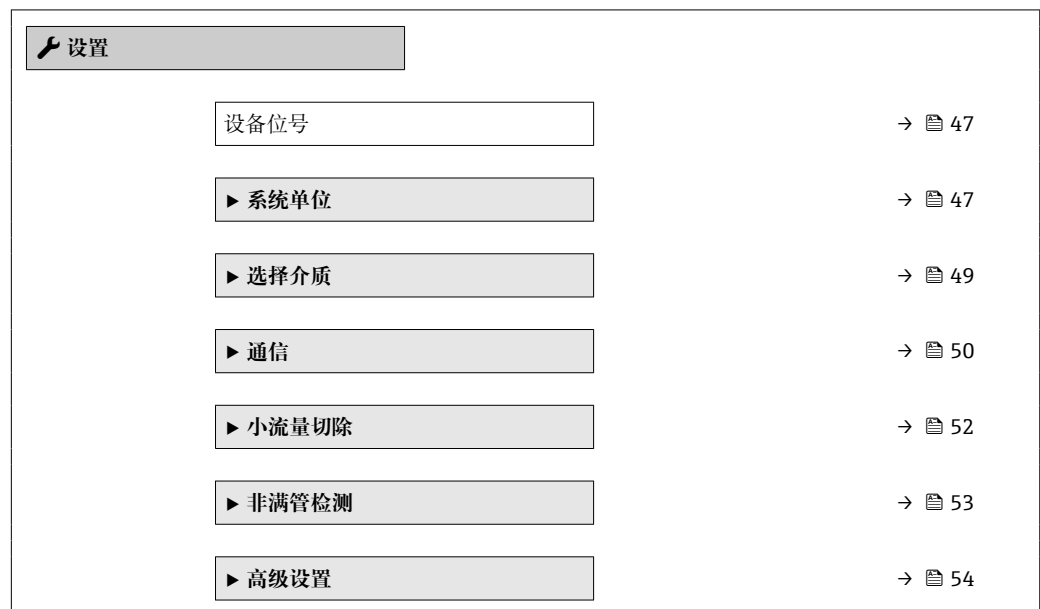 设置
设备位号 → 47
▶ 系统单位 → 47
▶ 选择介质 → 49
▶ 通信 → 50
▶ 小流量切除 → 52
▶ 非满管检测 → 53
▶ 高级设置 → 54